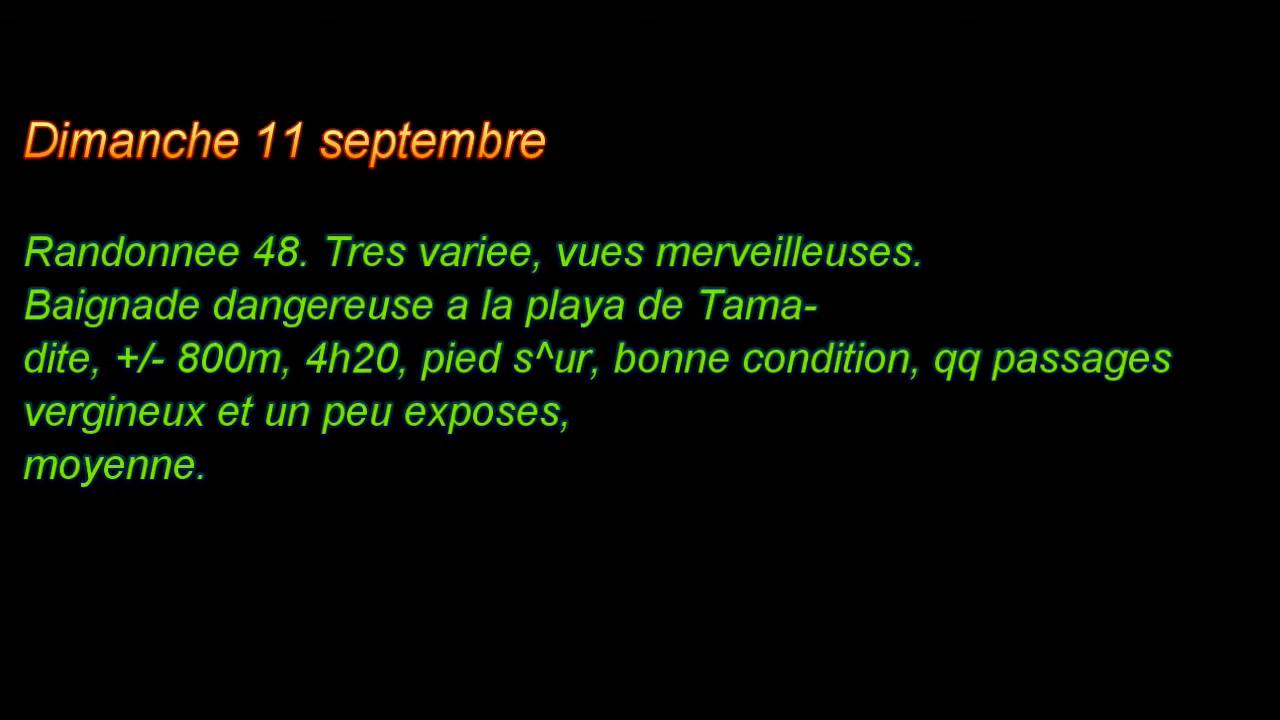 Dimanche 11 septembre
Randonnee 48. Tres variee, vues merveilleuses.
Baignade dangereuse a la playa de Tama-
dite, +/- 800m, 4h20, pied s^ur, bonne condition, qq passages
vergineux et un peu exposes,
moyenne.